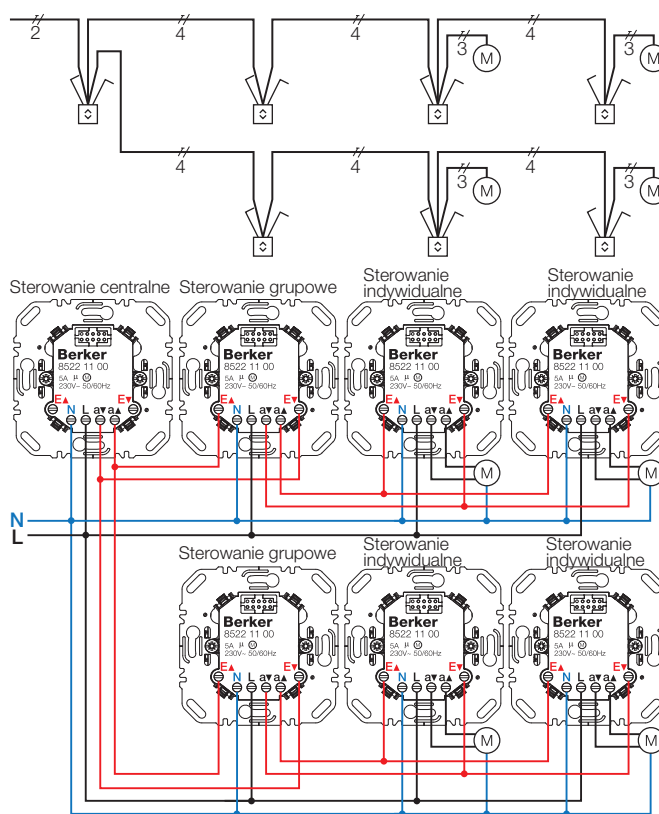 2 4 4 3 M 4 3 M
4 4 3 M 4 3 M
Sterowanie centralne
Sterowanie grupowe
Sterowanie
indywidualne
Sterowanie
indywidualne
Berker
8522 11 00
5A µ M
230V~ 50/60Hz
E▲ N L a▼ a▲ E▼
Berker
8522 11 00
5A µ M
230V~ 50/60Hz
E▲ N L a▼ a▲ E▼
Berker
8522 11 00
5A µ M
230V~ 50/60Hz
E▲ N L a▼ a▲ E▼
Berker
8522 11 00
5A µ M
230V~ 50/60Hz
E▲ N L a▼ a▲ E▼
M
M
N
L
Sterowanie grupowe
Sterowanie
indywidualne
Sterowanie
indywidualne
Berker
8522 11 00
5A µ M
230V~ 50/60Hz
E▲ N L a▼ a▲ E▼
Berker
8522 11 00
5A µ M
230V~ 50/60Hz
E▲ N L a▼ a▲ E▼
Berker
8522 11 00
5A µ M
230V~ 50/60Hz
E▲ N L a▼ a▲ E▼
M
M